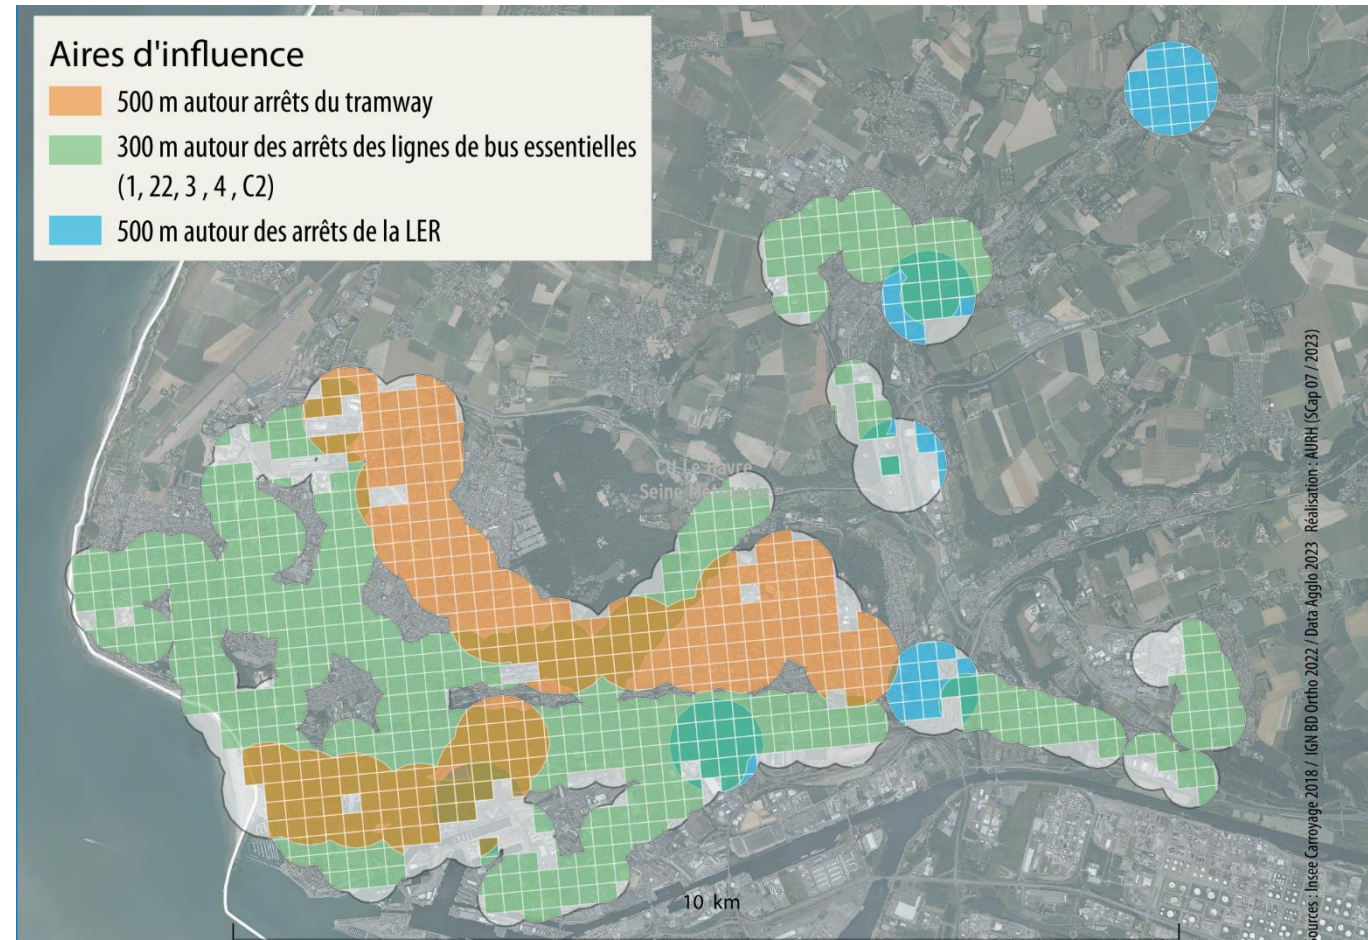 Aires d'influence
500 m autour arrêts du tramway
300 m autour des arrêts des lignes de bus essentielles
(1, 22, 3 , 4 , C2)
500 m autour des arrêts de la LER
CU Le Havre
Seine Métropole
10 km
Sources : Insee Carroyage 2018 / IGN BD Ortho 2022 / Data Agglo 2023 Réalisation : AURH (SCap 07 / 2023)